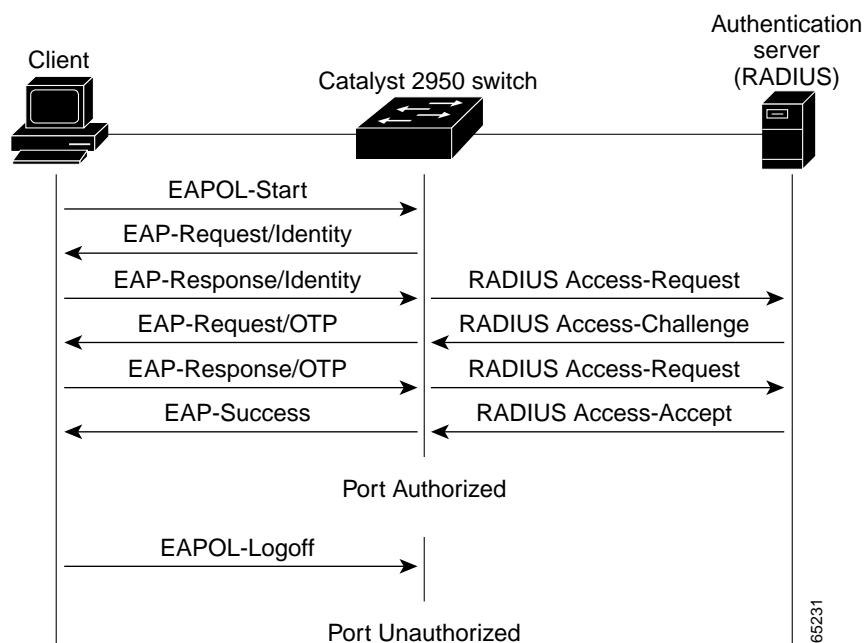 Client
Catalyst 2950 switch
Authentication
server
(RADIUS)
EAPOL-Start
EAP-Request/Identity
EAP-Response/Identity
RADIUS Access-Request
EAP-Request/OTP
RADIUS Access-Challenge
EAP-Response/OTP
RADIUS Access-Request
EAP-Success
RADIUS Access-Accept
Port Authorized
EAPOL-Logoff
Port Unauthorized
65231